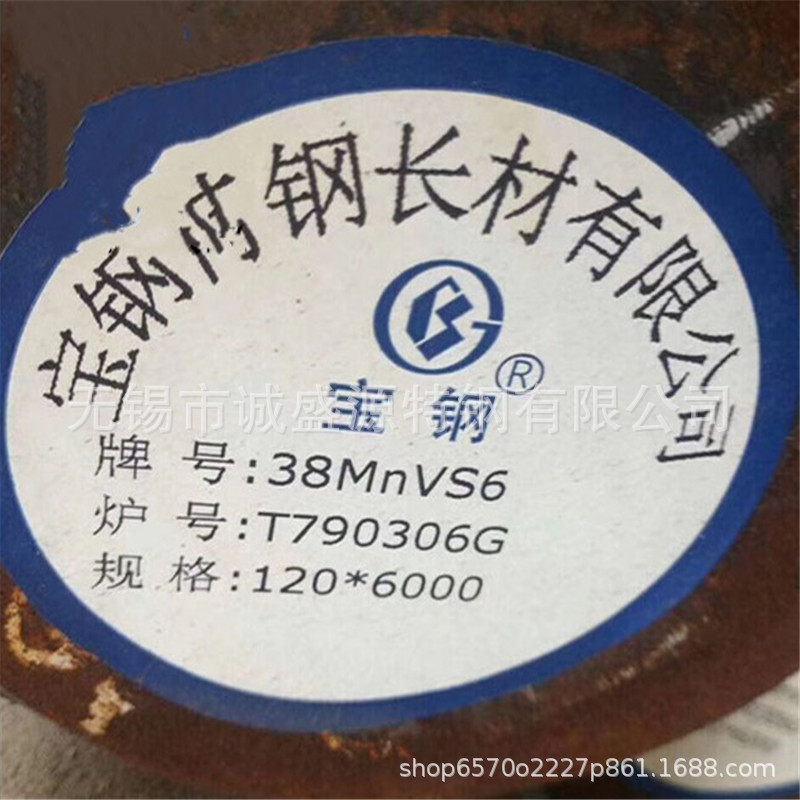 宝钢特钢长材有限公司
宝钢®
无锡市诚盛源特钢有限公司
牌号:38MnVS6
炉号:T790306G
规格:120*6000
shop6570o2227p861.1688.com